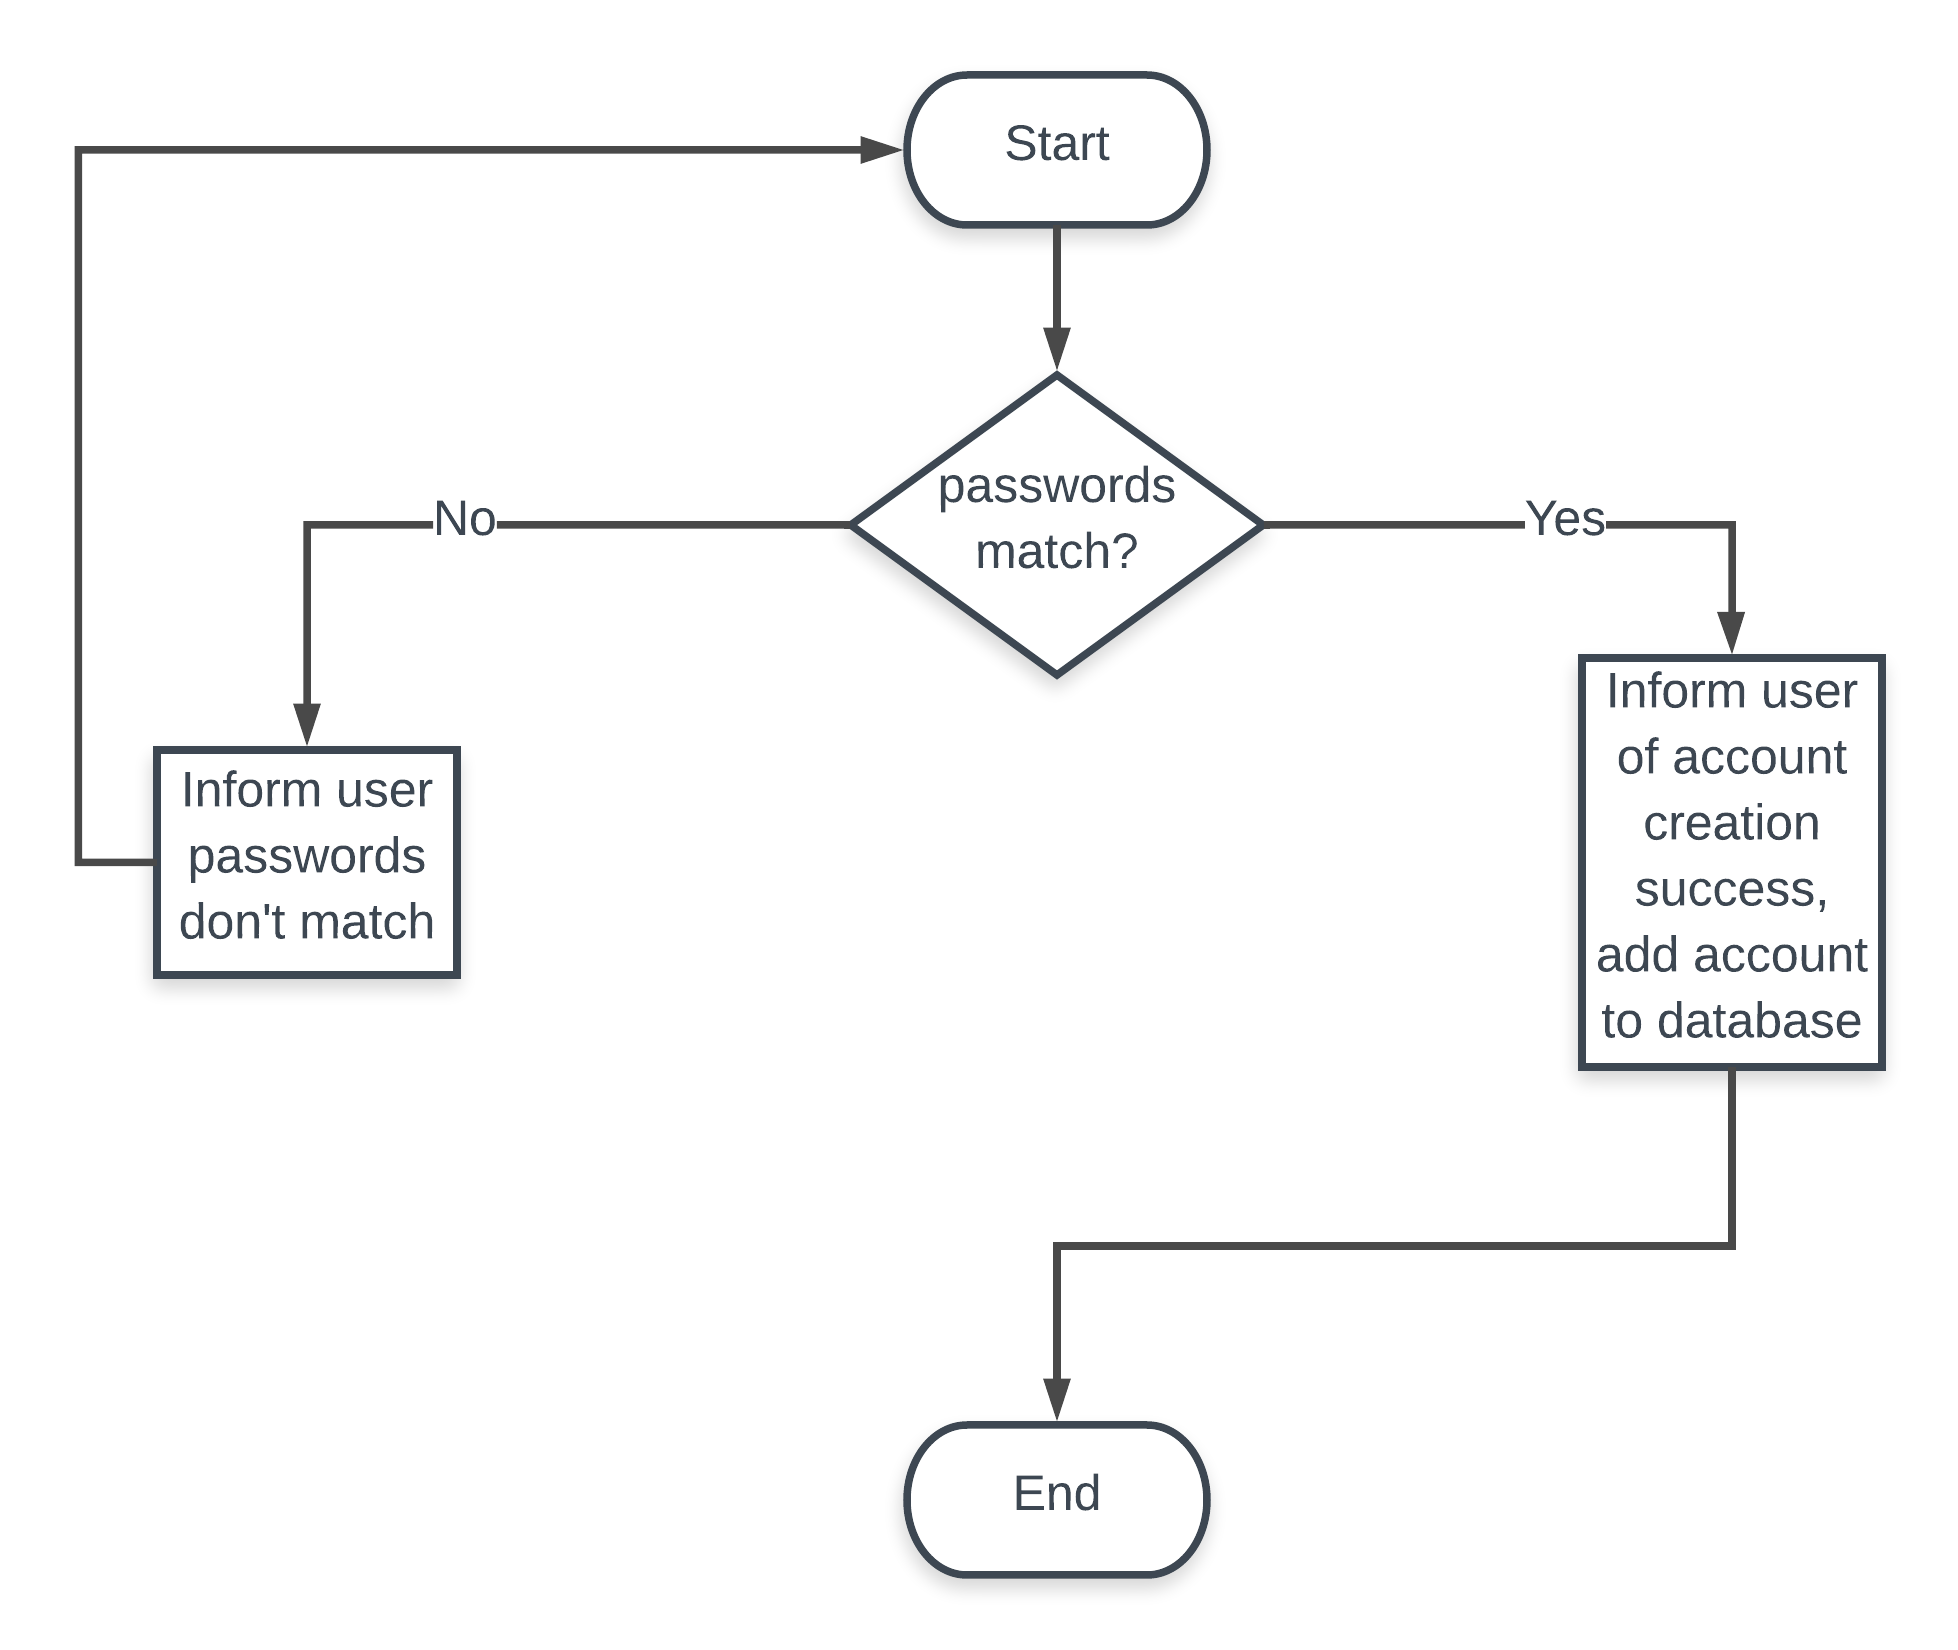 Start
passwords
match?
No
Yes
Inform user
passwords
don't match
Inform user
of account
creation
success,
add account
to database
End